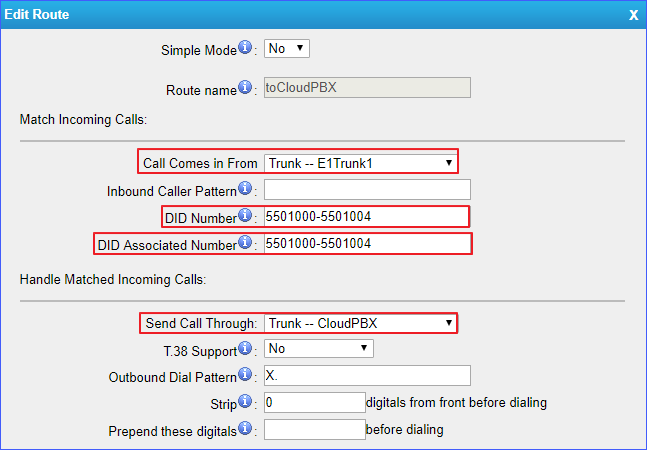 Edit Route X
Simple Mode i : No
Route name i : toCloudPBX
Match Incoming Calls:
Call Comes in From Trunk -- E1Trunk1
Inbound Caller Pattern i :
DID Number i : 5501000-5501004
DID Associated Number i : 5501000-5501004
Handle Matched Incoming Calls:
Send Call Through: Trunk -- CloudPBX
T.38 Support i : No
Outbound Dial Pattern i : X.
Strip i : 0 digitals from front before dialing
Prepend these digitals i : before dialing